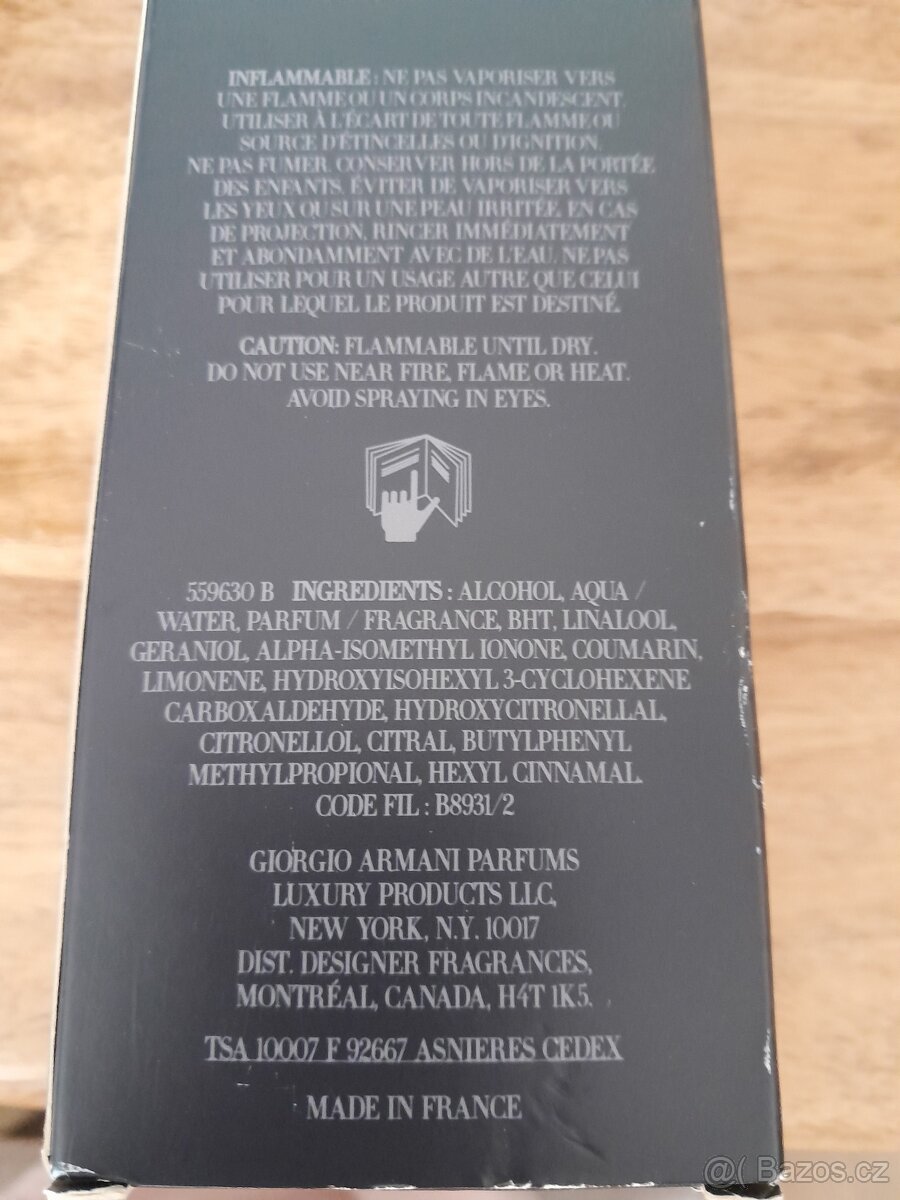 INFLAMMABLE : NE PAS VAPORISER VERS
UNE FLAMME OU UN CORPS INCANDESCENT.
UTILISER À L'ÉCART DE TOUTE FLAMME OU
SOURCE D'ÉTINCELLES OU D'IGNITION.
NE PAS FUMER. CONSERVER HORS DE LA PORTÉE
DES ENFANTS. ÉVITER DE VAPORISER VERS
LES YEUX OU SUR UNE PEAU IRRITÉE. EN CAS
DE PROJECTION, RINCER IMMÉDIATEMENT
ET ABONDAMMENT AVEC DE L'EAU. NE PAS
UTILISER POUR UN USAGE AUTRE QUE CELUI
POUR LEQUEL LE PRODUIT EST DESTINÉ.
CAUTION: FLAMMABLE UNTIL DRY.
DO NOT USE NEAR FIRE, FLAME OR HEAT.
AVOID SPRAYING IN EYES.
559630 B INGREDIENTS : ALCOHOL, AQUA /
WATER, PARFUM / FRAGRANCE, BHT, LINALOOL,
GERANIOL, ALPHA-ISOMETHYL IONONE, COUMARIN,
LIMONENE, HYDROXYISOHEXYL 3-CYCLOHEXENE
CARBOXALDEHYDE, HYDROXYCITRONELLAL,
CITRONELLOL, CITRAL, BUTYLPHENYL
METHYLPROPIONAL, HEXYL CINNAMAL.
CODE FIL : B8931/2
GIORGIO ARMANI PARFUMS
LUXURY PRODUCTS LLC,
NEW YORK, N.Y. 10017
DIST. DESIGNER FRAGRANCES,
MONTRÉAL, CANADA, H4T 1K5.
TSA 10007 F 92667 ASNIERES CEDEX
MADE IN FRANCE
@( Bazos.cz